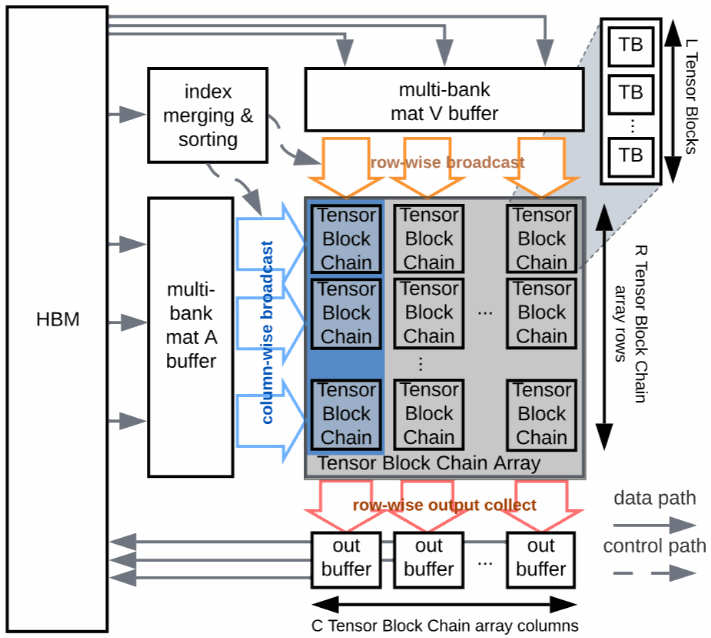 HBM
index
merging &
sorting
multi-bank
mat V buffer
TB
TB
...
TB
L Tensor Blocks
row-wise broadcast
multi-
bank
mat A
buffer
column-wise broadcast
Tensor
Block
Chain
Tensor
Block
Chain
Tensor
Block
Chain
Tensor
Block
Chain
Tensor
Block
Chain
...
Tensor
Block
Chain
...
Tensor
Block
Chain
Tensor
Block
Chain
Tensor
Block
Chain
Tensor Block Chain Array
R Tensor Block Chain
array rows
row-wise output collect
out
buffer
out
buffer
...
out
buffer
data path
control path
C Tensor Block Chain array columns